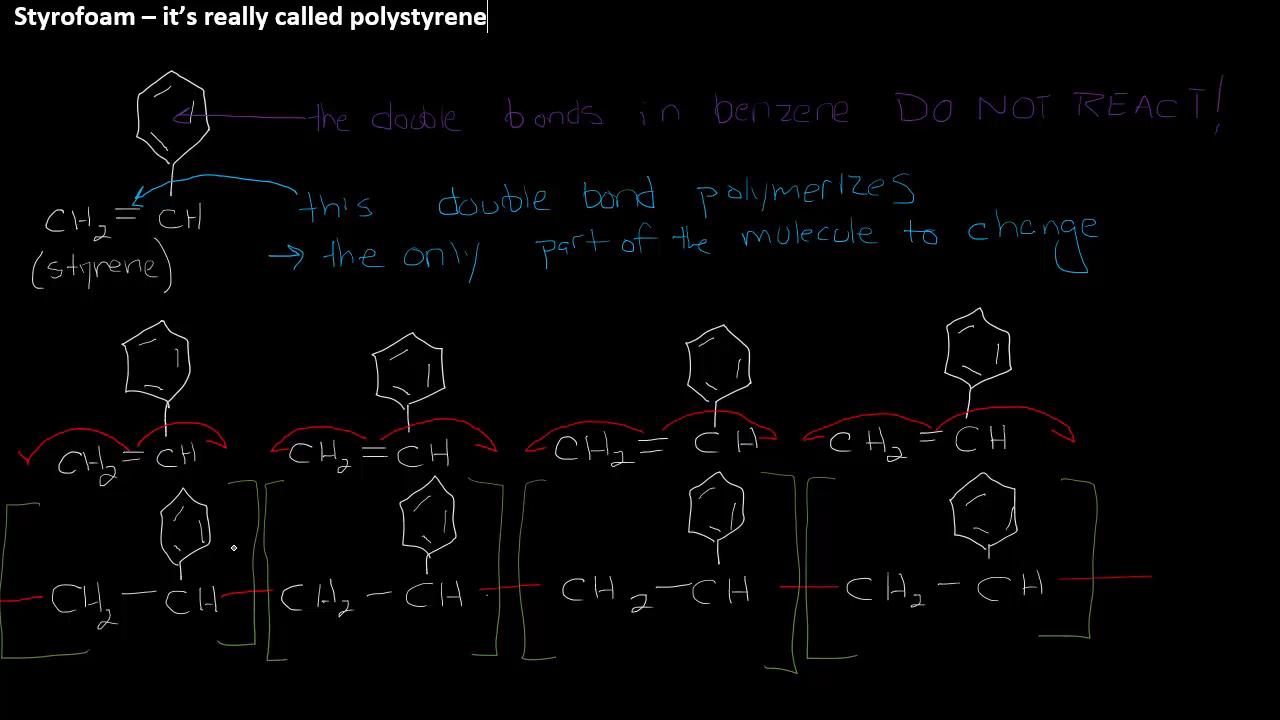 Styrofoam – it's really called polystyrene
the double bonds in benzene DO NOT REACT!
this double bond polymerizes
CH2 = CH
→ the only part of the molecule to change
(styrene)
CH2 = CH CH2 = CH CH2 = CH CH2 = CH
CH2 – CH CH2 – CH CH2 – CH CH2 – CH